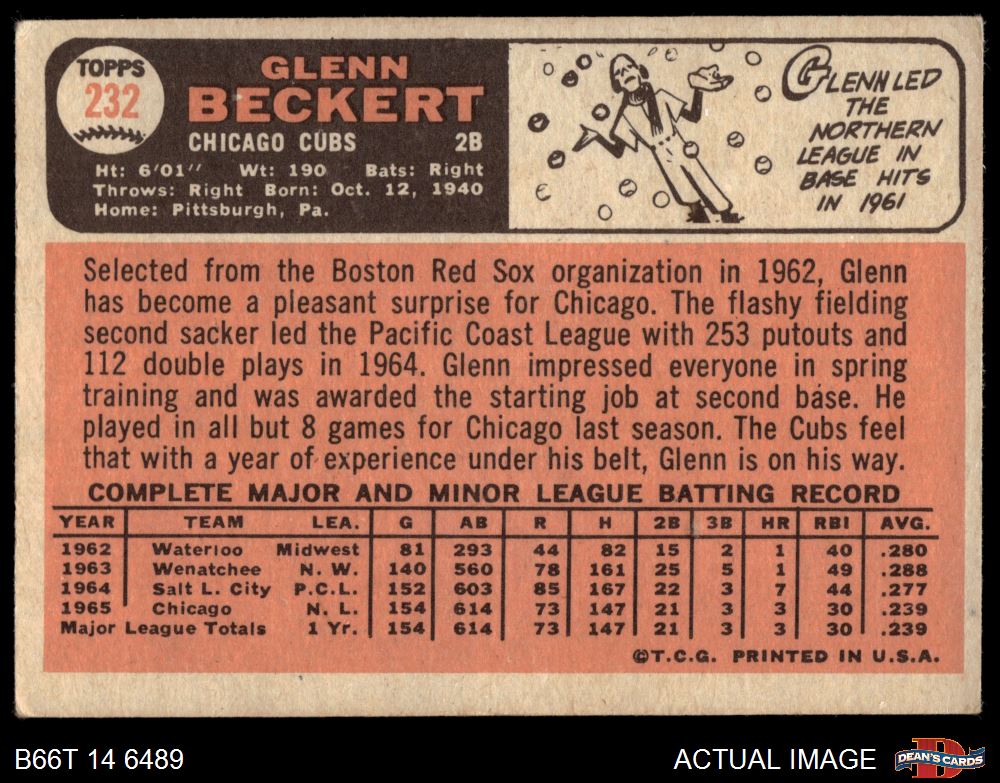 TOPPS
232
GLENN
BECKERT
CHICAGO CUBS 2B
Ht: 6'01" Wt: 190 Bats: Right
Throws: Right Born: Oct. 12, 1940
Home: Pittsburgh, Pa.
GLENN LED
THE
NORTHERN
LEAGUE IN
BASE HITS
IN 1961
Selected from the Boston Red Sox organization in 1962, Glenn
has become a pleasant surprise for Chicago. The flashy fielding
second sacker led the Pacific Coast League with 253 putouts and
112 double plays in 1964. Glenn impressed everyone in spring
training and was awarded the starting job at second base. He
played in all but 8 games for Chicago last season. The Cubs feel
that with a year of experience under his belt, Glenn is on his way.
COMPLETE MAJOR AND MINOR LEAGUE BATTING RECORD
YEAR TEAM LEA. G AB R H 2B 3B HR RBI AVG.
1962 Waterloo Midwest 81 293 44 82 15 2 1 40 .280
1963 Wenatchee N. W. 140 560 78 161 25 5 1 49 .288
1964 Salt L. City P.C.L. 152 603 85 167 22 3 7 44 .277
1965 Chicago N. L. 154 614 73 147 21 3 3 30 .239
Major League Totals 1 Yr. 154 614 73 147 21 3 3 30 .239
©T.C.G. PRINTED IN U.S.A.
B66T 14 6489
ACTUAL IMAGE
D
DEAN'S CARDS